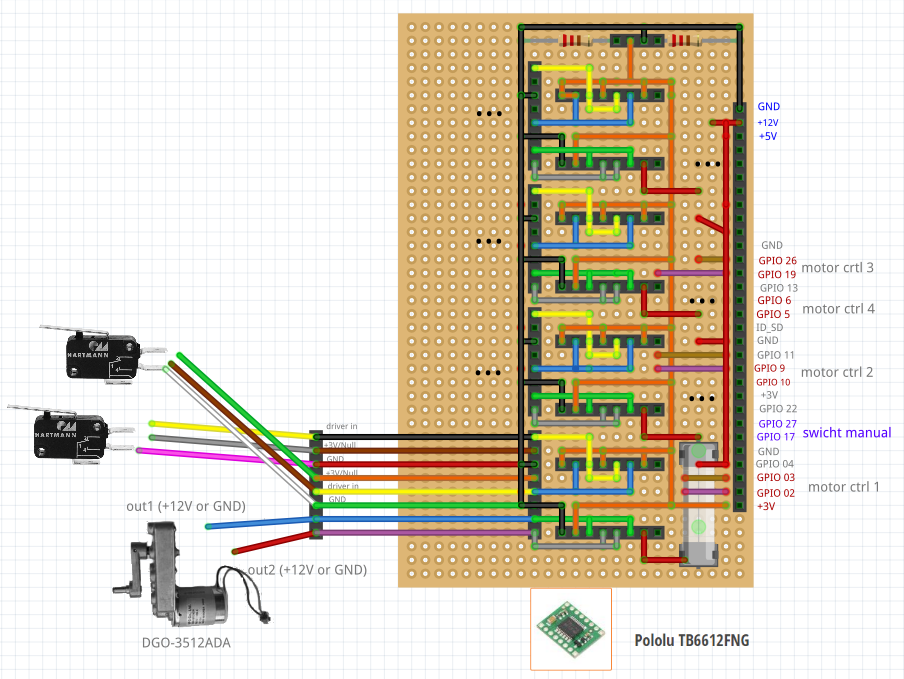 GND
+12V
+5V
GND
GPIO 26
motor crtl 3
GPIO 19
GPIO 13
GPIO 6
motor ctrl 4
GPIO 5
ID_SD
GND
GPIO 11
GPIO 9
motor ctrl 2
GPIO 10
+3V
GPIO 22
GPIO 27
GPIO 17
swicht manual
GND
GPIO 04
GPIO 03
motor ctrl 1
GPIO 02
+3V
HARTMANN
HARTMANN
driver in
+3V/Null
GND
+3V/Null
driver in
GND
out1 (+12V or GND)
out2 (+12V or GND)
DGO-3512ADA
Pololu TB6612FNG